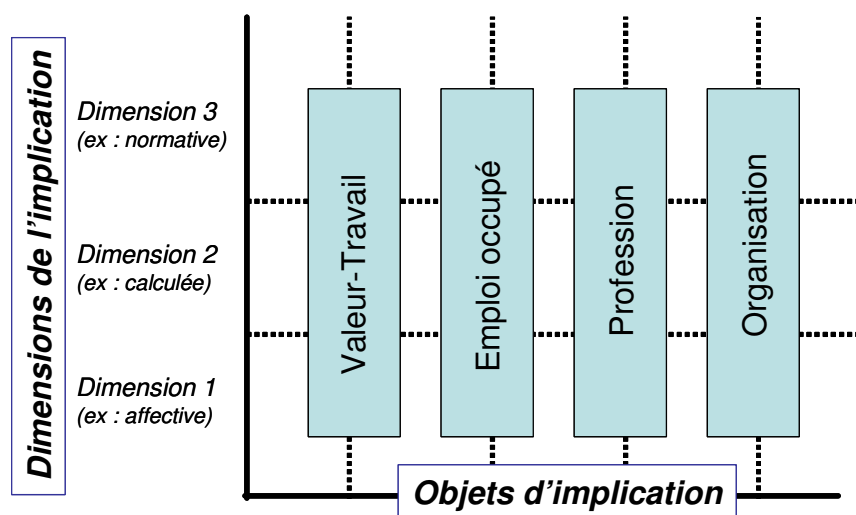 Dimensions de l'implication
Dimension 3
(ex : normative)
Dimension 2
(ex : calculée)
Dimension 1
(ex : affective)
Valeur-Travail
Emploi occupé
Profession
Organisation
Objets d'implication